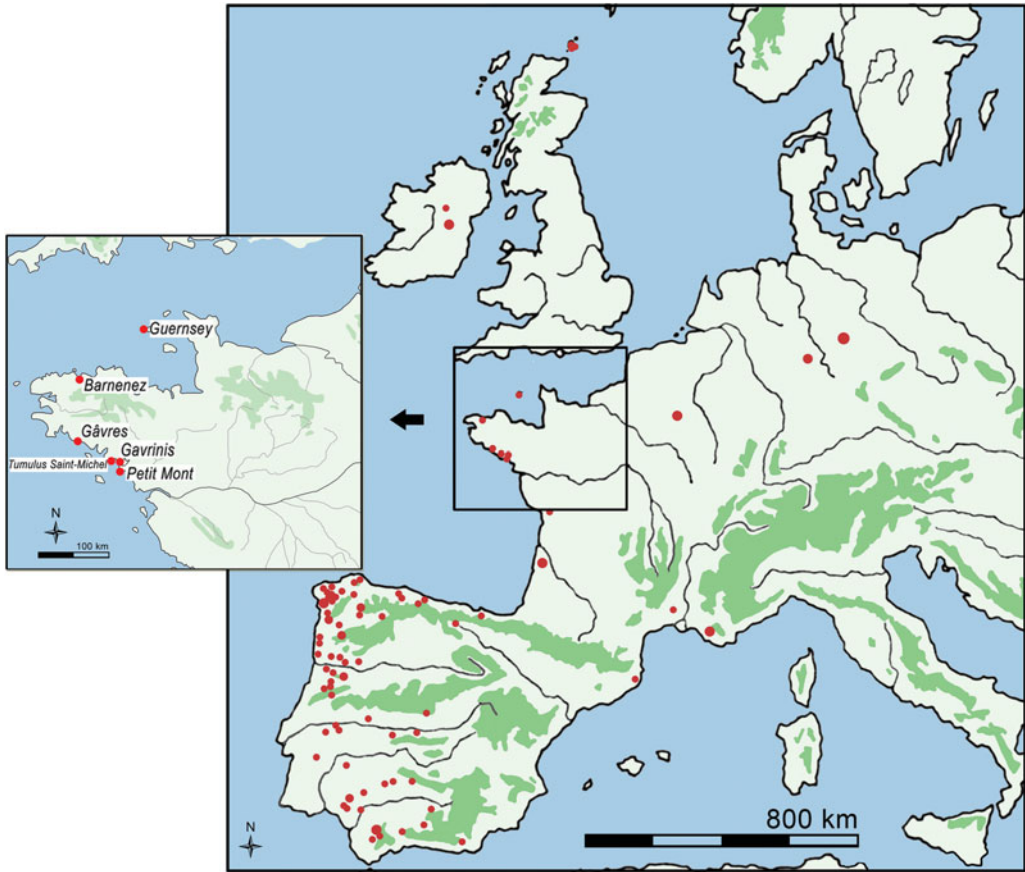 Guernsey
Barnenez
Gâvres
Gavrinis
Tumulus Saint-Michel
Petit Mont
N
100 km
N
800 km